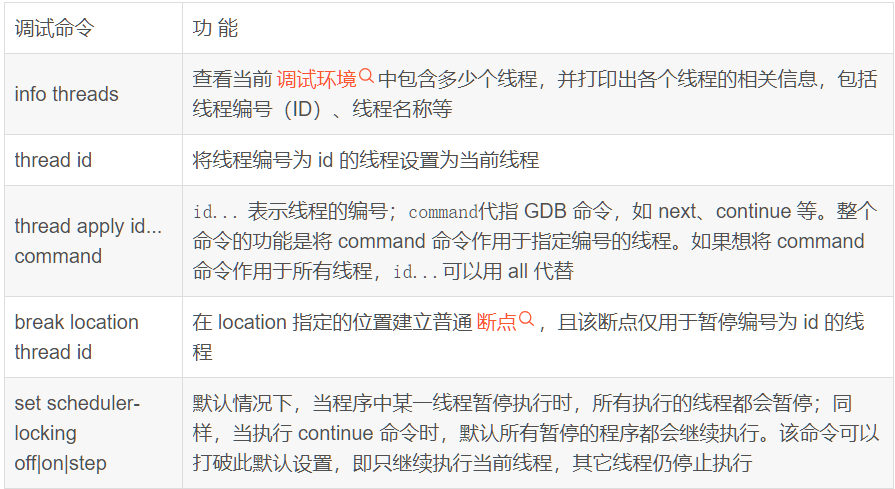 调试命令
功 能
info threads
查看当前 调试环境 中包含多少个线程，并打印出各个线程的相关信息，包括
线程编号（ID）、线程名称等
thread id
将线程编号为 id 的线程设置为当前线程
thread apply id...
command
id... 表示线程的编号；command代指 GDB 命令，如 next、continue 等。整个
命令的功能是将 command 命令作用于指定编号的线程。如果想将 command
命令作用于所有线程，id...可以用 all 代替
break location
thread id
在 location 指定的位置建立普通 断点 ，且该断点仅用于暂停编号为 id 的线
程
set scheduler-
locking
off|on|step
默认情况下，当程序中某一线程暂停执行时，所有执行的线程都会暂停；同
样，当执行 continue 命令时，默认所有暂停的程序都会继续执行。该命令可以
打破此默认设置，即只继续执行当前线程，其它线程仍停止执行